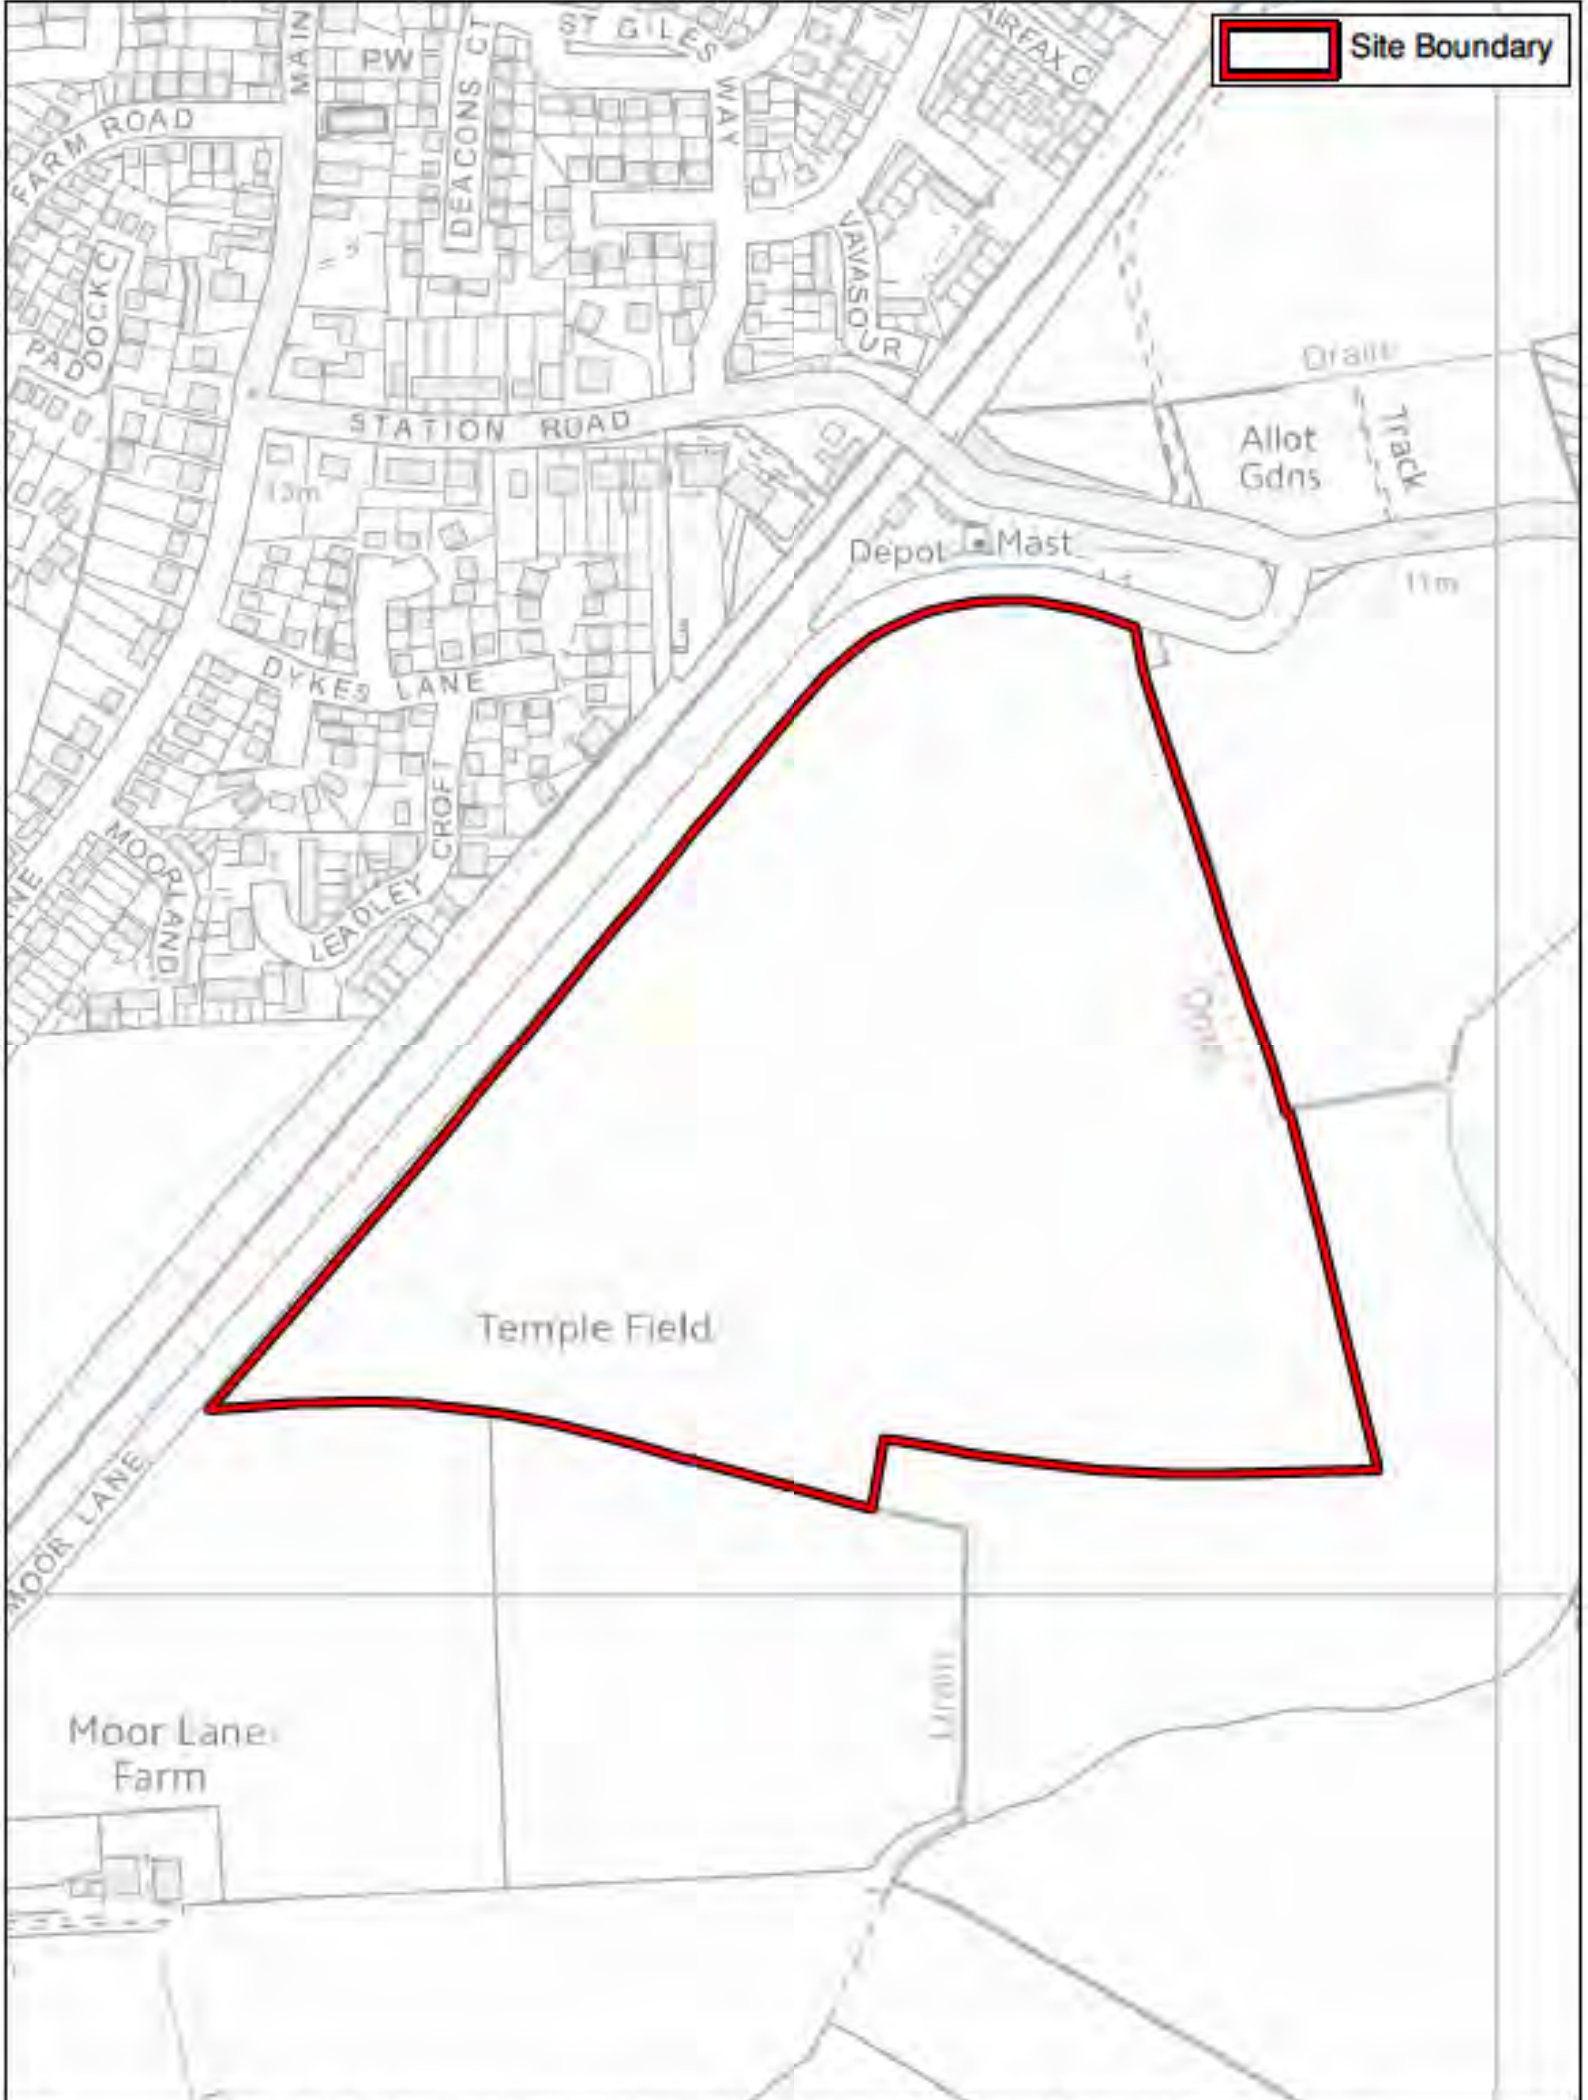 Site Boundary
MAIN
PW
DEACONS CT
ST GILES WAY
AIRFAX C
FARM ROAD
PADDOCK C
VAVASOUR
STATION ROAD
Drain
Allot
Gdns
Track
Depot
Mast
11m
DYKES LANE
MOORLAND
LEADLEY CROFT
Temple Field
MOOR LANE
Drain
Moor Lane
Farm